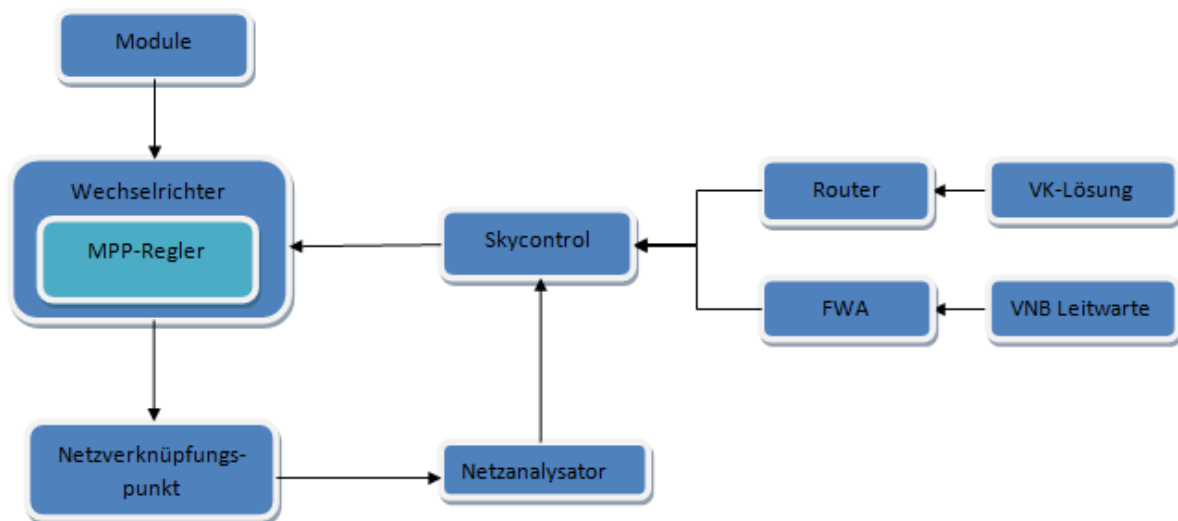 Module
Wechselrichter
MPP-Regler
Skycontrol
Router
VK-Lösung
FWA
VNB Leitwarte
Netzverknüpfungs-
punkt
Netzanalysator